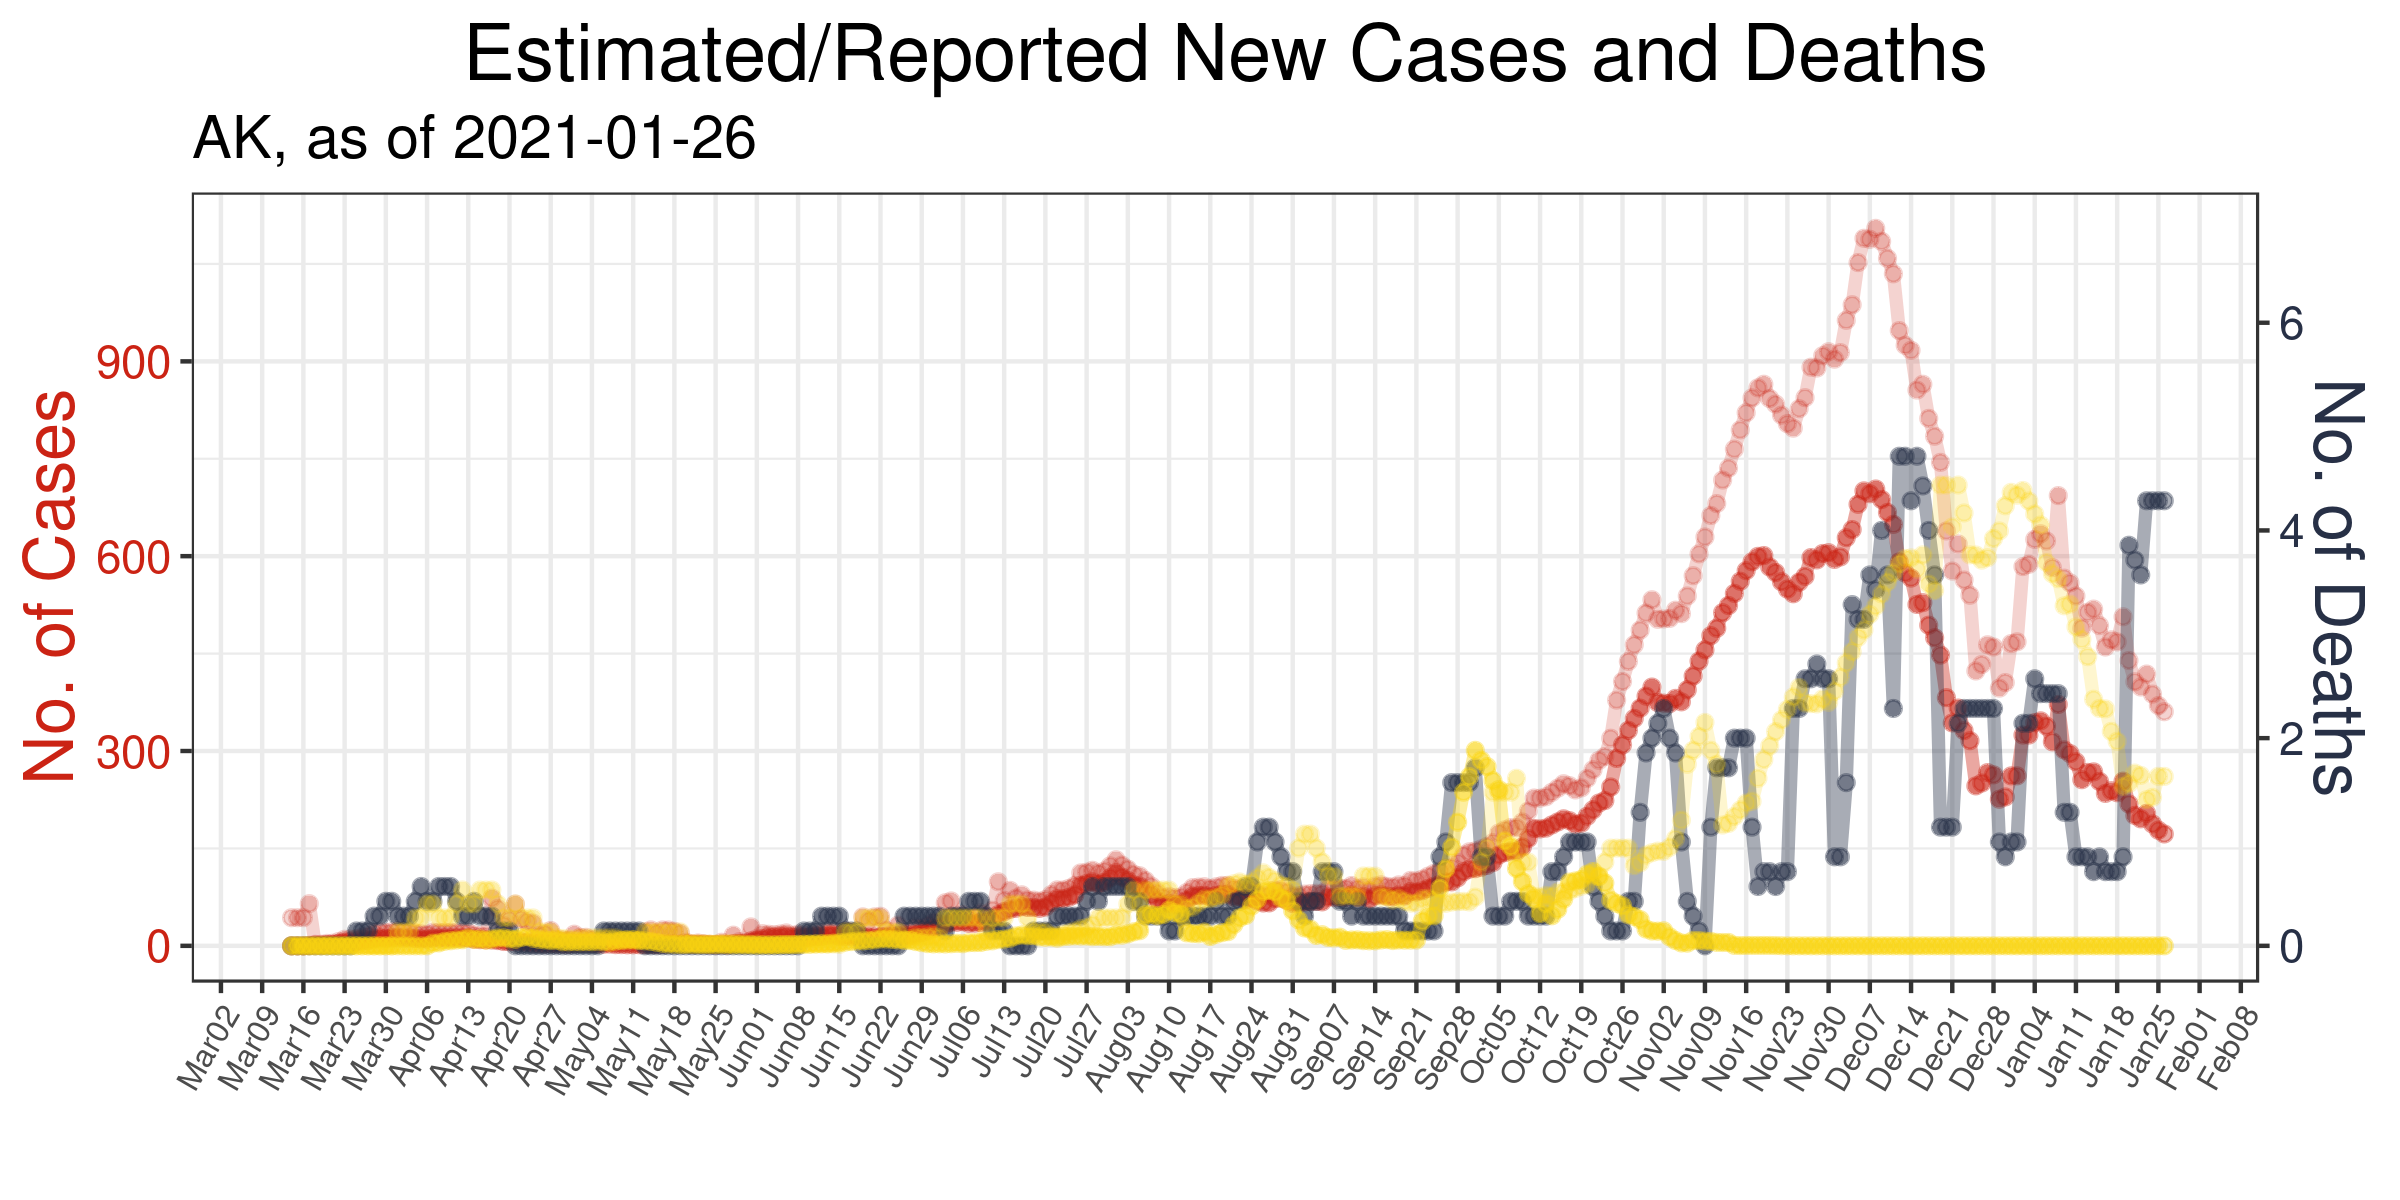 Estimated/Reported New Cases and Deaths
AK, as of 2021-01-26
No. of Cases
900
600
300
0
6
4
2
0
No. of Deaths
Mar02
Mar09
Mar16
Mar23
Mar30
Apr06
Apr13
Apr20
Apr27
May04
May11
May18
May25
Jun01
Jun08
Jun15
Jun22
Jun29
Jul06
Jul13
Jul20
Jul27
Aug03
Aug10
Aug17
Aug24
Aug31
Sep07
Sep14
Sep21
Sep28
Oct05
Oct12
Oct19
Oct26
Nov02
Nov09
Nov16
Nov23
Nov30
Dec07
Dec14
Dec21
Dec28
Jan04
Jan11
Jan18
Jan25
Feb01
Feb08